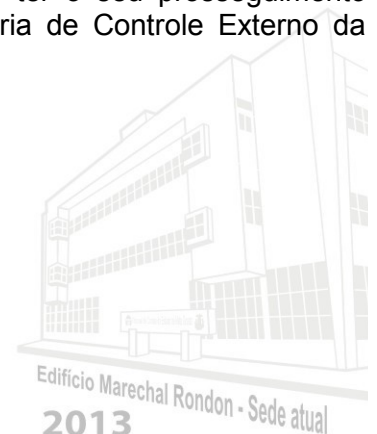 ter o seu prosseguimento
ria de Controle Externo da
Edifício Marechal Rondon - Sede atual
2013